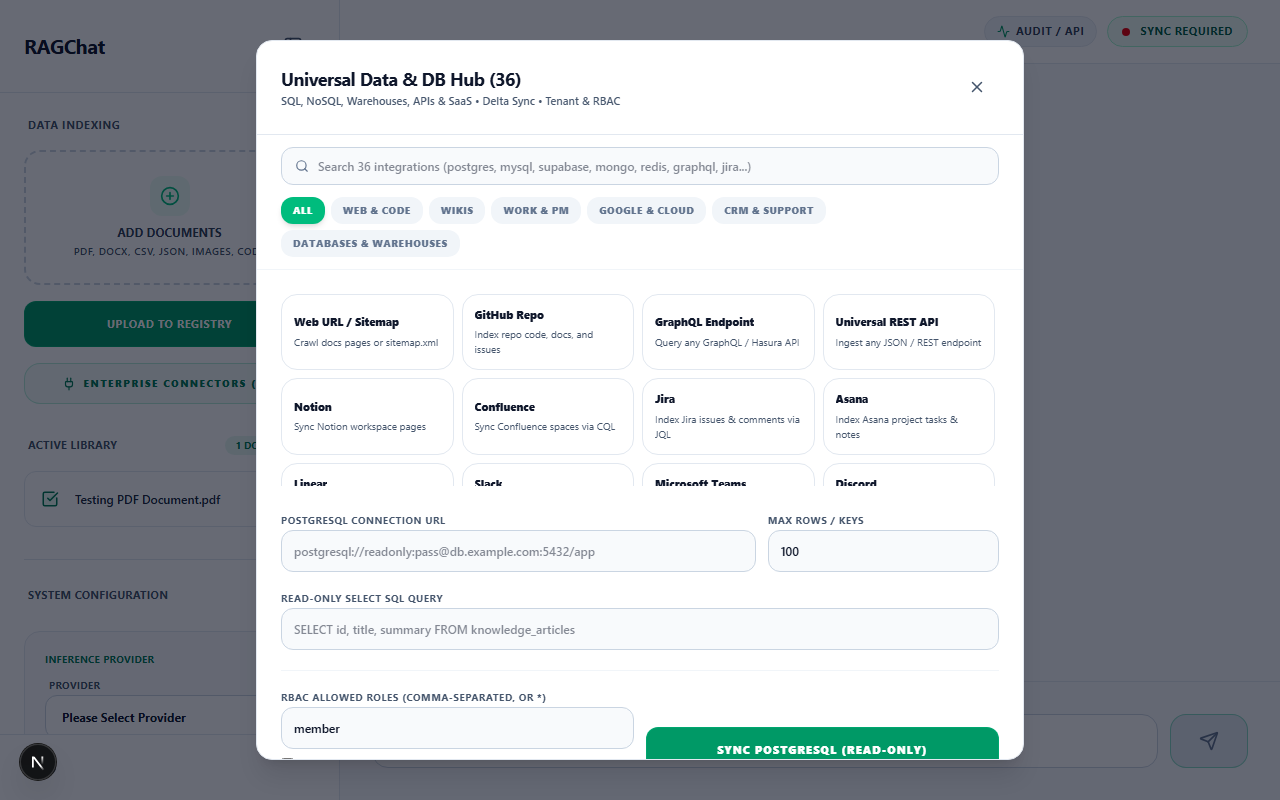 RAGChat
AUDIT / API
SYNC REQUIRED
DATA INDEXING
ADD DOCUMENTS
PDF, DOCX, CSV, JSON, IMAGES,
UPLOAD TO REGISTRY
ENTERPRISE CONNECTORS (
ACTIVE LIBRARY
1
Testing PDF Document.pdf
SYSTEM CONFIGURATION
INFERENCE PROVIDER
PROVIDER
Please Select Provider
N
Universal Data & DB Hub (36)
SQL, NoSQL, Warehouses, APIs & SaaS • Delta Sync • Tenant & RBAC
Search 36 integrations (postgres, mysql, supabase, mongo, redis, graphql, jira...)
ALL
WEB & CODE
WIKIS
WORK & PM
GOOGLE & CLOUD
CRM & SUPPORT
DATABASES & WAREHOUSES
Web URL / Sitemap
Crawl docs pages or sitemap.xml
GitHub Repo
Index repo code, docs, and
issues
GraphQL Endpoint
Query any GraphQL / Hasura API
Universal REST API
Ingest any JSON / REST endpoint
Notion
Sync Notion workspace pages
Confluence
Sync Confluence spaces via CQL
Jira
Index Jira issues & comments via
JQL
Asana
Index Asana project tasks &
notes
Linear
Slack
Microsoft Teams
Discord
POSTGRESQL CONNECTION URL
postgresql://readonly:pass@db.example.com:5432/app
MAX ROWS / KEYS
100
READ-ONLY SELECT SQL QUERY
SELECT id, title, summary FROM knowledge_articles
RBAC ALLOWED ROLES (COMMA-SEPARATED, OR *)
member
SYNC POSTGRESQL (READ-ONLY)